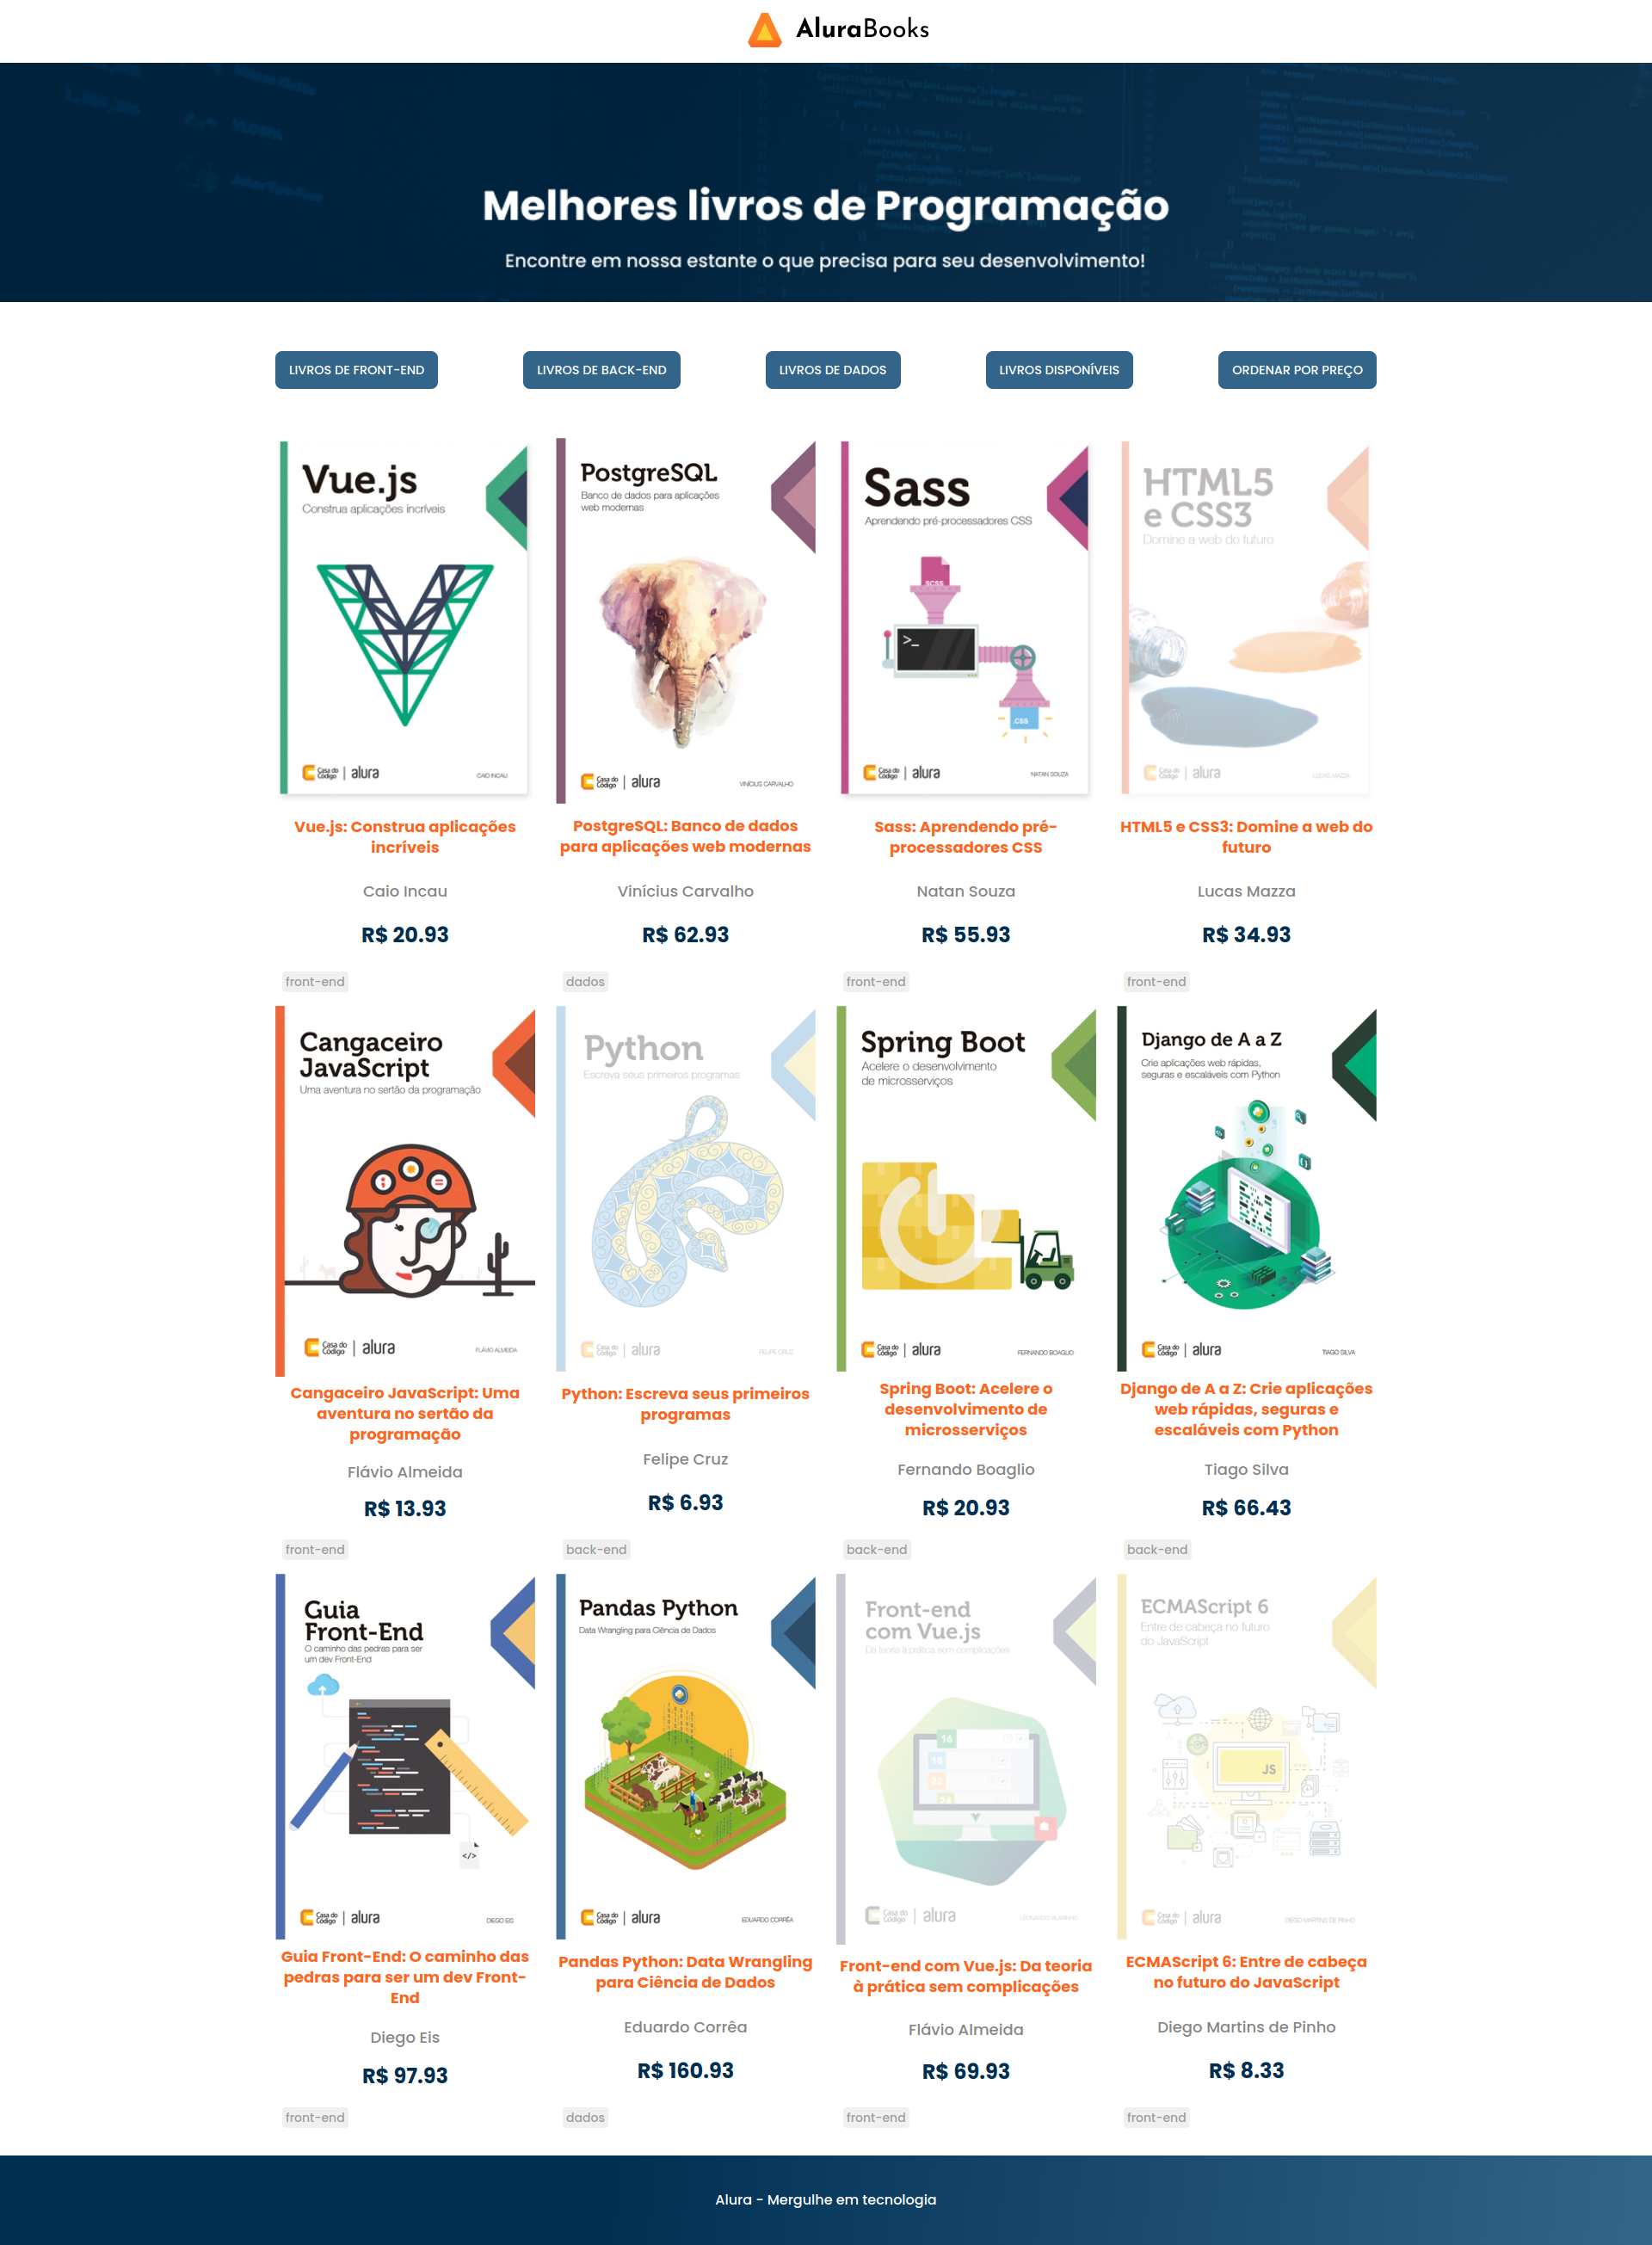 AluraBooks
Melhores livros de Programação
Encontre em nossa estante o que precisa para seu desenvolvimento!
LIVROS DE FRONT-END
LIVROS DE BACK-END
LIVROS DE DADOS
LIVROS DISPONÍVEIS
ORDENAR POR PREÇO
Vue.js
Construa aplicações incríveis
Casa do
Código | alura
CAIO INCAU
PostgreSQL
Banco de dados para aplicações
web modernas
Casa do
Código | alura
VINÍCIUS CARVALHO
Sass
Aprendendo pré-processadores CSS
SCSS
>_
.CSS
Casa do
Código | alura
NATAN SOUZA
HTML5
e CSS3
Domine a web do futuro
Casa do
Código | alura
LUCAS MAZZA
Vue.js: Construa aplicações
incríveis
Caio Incau
R$ 20.93
front-end
PostgreSQL: Banco de dados
para aplicações web modernas
Vinícius Carvalho
R$ 62.93
dados
Sass: Aprendendo pré-
processadores CSS
Natan Souza
R$ 55.93
front-end
HTML5 e CSS3: Domine a web do
futuro
Lucas Mazza
R$ 34.93
front-end
Cangaceiro
JavaScript
Uma aventura no sertão da programação
Casa do
Código | alura
FLÁVIO ALMEIDA
Python
Escreva seus primeiros programas
Casa do
Código | alura
FELIPE CRUZ
Spring Boot
Acelere o desenvolvimento
de microsserviços
Casa do
Código | alura
FERNANDO BOAGLIO
Django de A a Z
Crie aplicações web rápidas,
seguras e escaláveis com Python
Casa do
Código | alura
TIAGO SILVA
Cangaceiro JavaScript: Uma
aventura no sertão da
programação
Flávio Almeida
R$ 13.93
front-end
Python: Escreva seus primeiros
programas
Felipe Cruz
R$ 6.93
back-end
Spring Boot: Acelere o
desenvolvimento de
microsserviços
Fernando Boaglio
R$ 20.93
back-end
Django de A a Z: Crie aplicações
web rápidas, seguras e
escaláveis com Python
Tiago Silva
R$ 66.43
back-end
Guia
Front-End
O caminho das pedras para ser
um dev Front-End
</>
Casa do
Código | alura
DIEGO EIS
Pandas Python
Data Wrangling para Ciência de Dados
Casa do
Código | alura
EDUARDO CORRÊA
Front-end
com Vue.js
Da teoria à prática sem complicações
16
18
22
24
Casa do
Código | alura
ECMAScript 6
Entre de cabeça no futuro
do JavaScript
JS
Casa do
Código | alura
DIEGO MARTINS DE PINHO
Guia Front-End: O caminho das
pedras para ser um dev Front-
End
Diego Eis
R$ 97.93
front-end
Pandas Python: Data Wrangling
para Ciência de Dados
Eduardo Corrêa
R$ 160.93
dados
Front-end com Vue.js: Da teoria
à prática sem complicações
Flávio Almeida
R$ 69.93
front-end
ECMAScript 6: Entre de cabeça
no futuro do JavaScript
Diego Martins de Pinho
R$ 8.33
front-end
Alura - Mergulhe em tecnologia